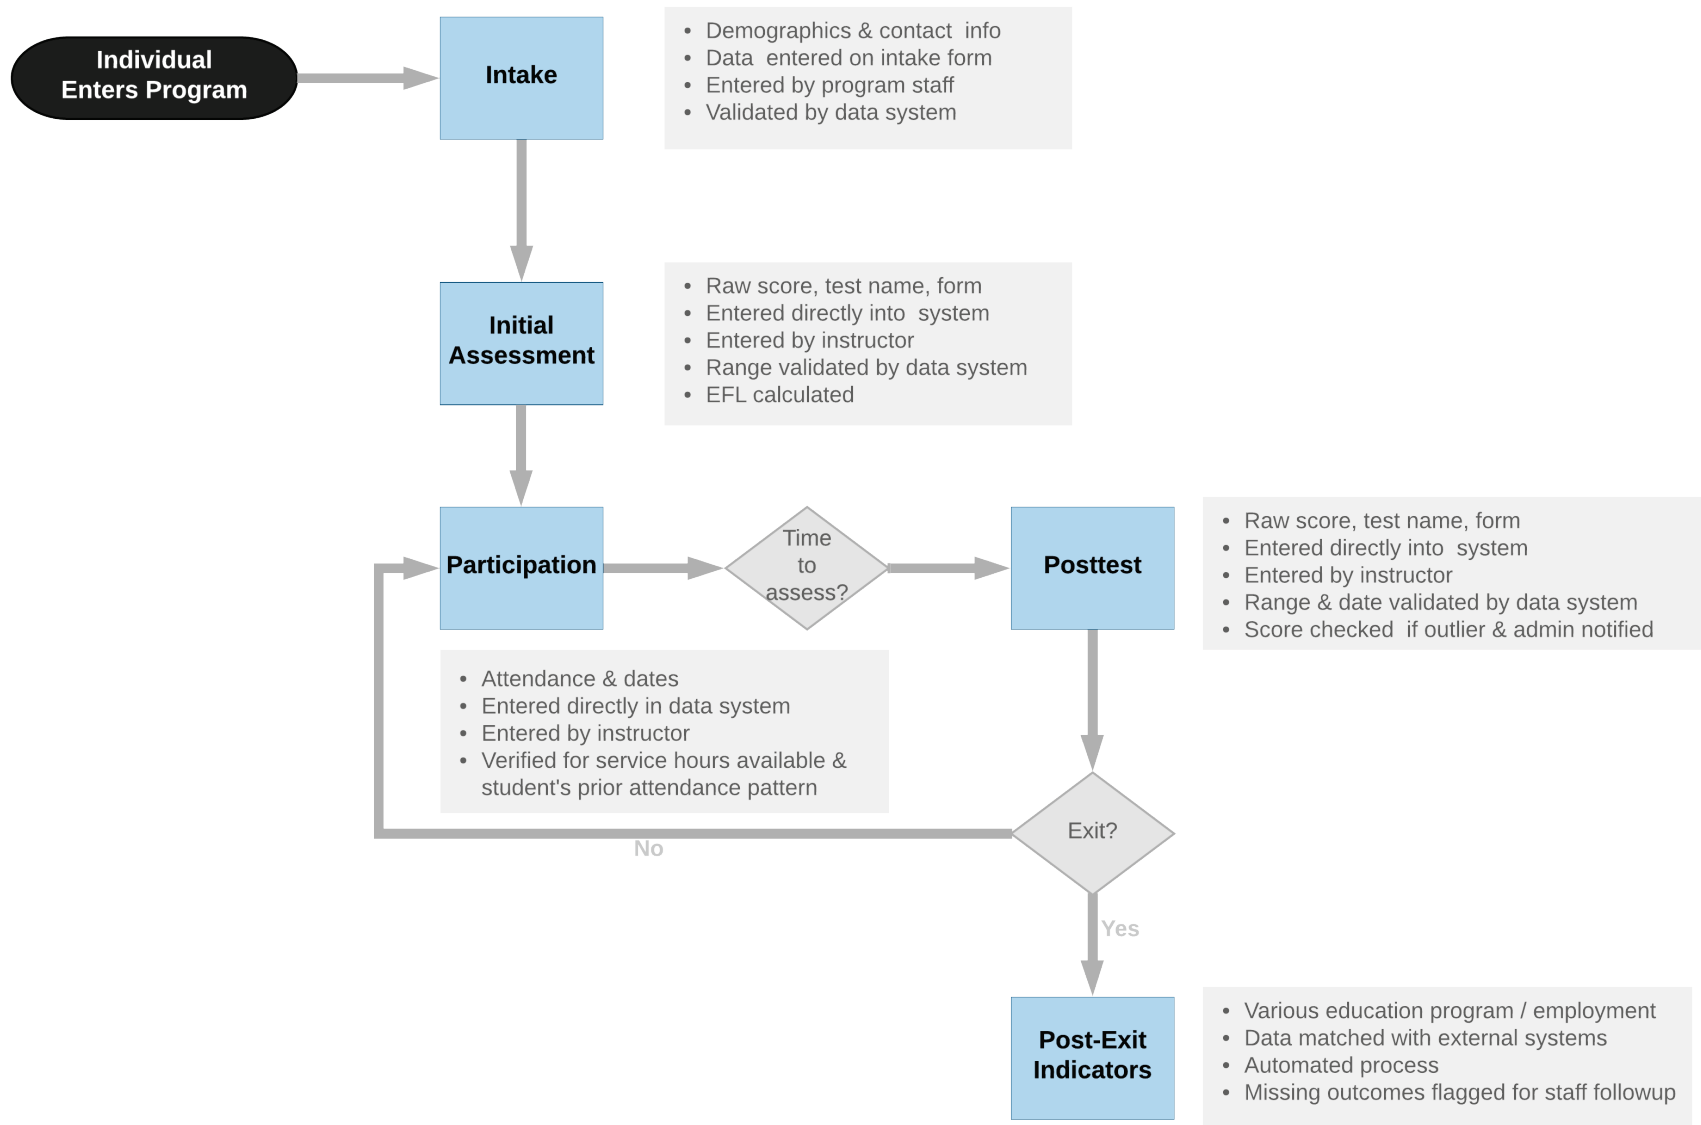 Individual
Enters Program
Intake
• Demographics & contact  info
• Data  entered on intake form
• Entered by program staff
• Validated by data system
Initial
Assessment
• Raw score, test name, form
• Entered directly into  system
• Entered by instructor
• Range validated by data system
• EFL calculated
Participation
Time
to
assess?
Posttest
• Raw score, test name, form
• Entered directly into  system
• Entered by instructor
• Range & date validated by data system
• Score checked  if outlier & admin notified
• Attendance & dates
• Entered directly in data system
• Entered by instructor
• Verified for service hours available &
student's prior attendance pattern
Exit?
No
Yes
Post-Exit
Indicators
• Various education program / employment
• Data matched with external systems
• Automated process
• Missing outcomes flagged for staff followup